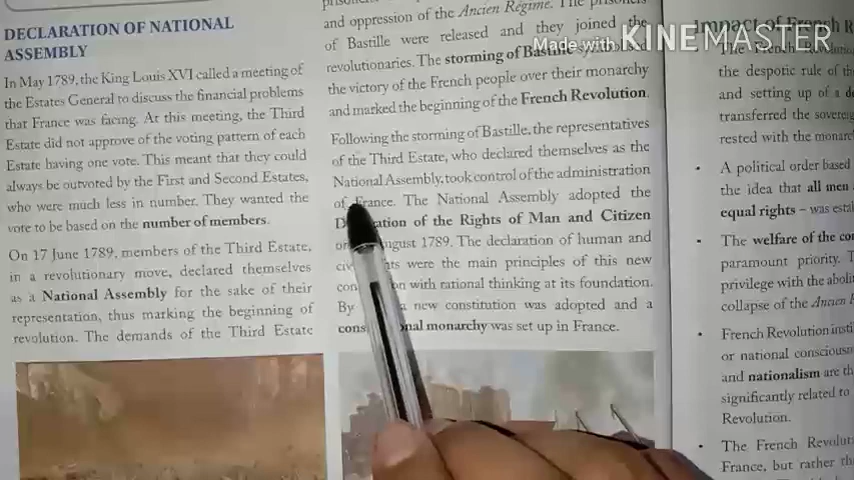 DECLARATION OF NATIONAL
ASSEMBLY
In May 1789, the King Louis XVI called a meeting of
the Estates General to discuss the financial problems
that France was facing. At this meeting, the Third
Estate did not approve of the voting pattern of each
Estate having one vote. This meant that they could
always be outvoted by the First and Second Estates,
who were much less in number. They wanted the
vote to be based on the number of members.
On 17 June 1789, members of the Third Estate,
in a revolutionary move, declared themselves
as a National Assembly for the sake of their
representation, thus marking the beginning of
revolution. The demands of the Third Estate
and oppression of the Ancien Régime. The prisoners
of Bastille were released and they joined the
revolutionaries. The storming of Bastille symbolised
the victory of the French people over their monarchy
and marked the beginning of the French Revolution.
Following the storming of Bastille, the representatives
of the Third Estate, who declared themselves as the
National Assembly, took control of the administration
of France. The National Assembly adopted the
of the Rights of Man and Citizen
1789. The declaration of human and
were the main principles of this new
with rational thinking at its foundation.
By new constitution was adopted and a
monarchy was set up in France.
Made with KINEMASTER
Impact of French
The French
the despotic rule of
and setting up of a
transferred the
rested with the
• A political order based
the idea that all men
equal rights – was
• The welfare of the
paramount priority.
privilege with the
collapse of the Ancien
• French Revolution
or national
and nationalism are
significantly related to
Revolution.
• The French
France, but rather